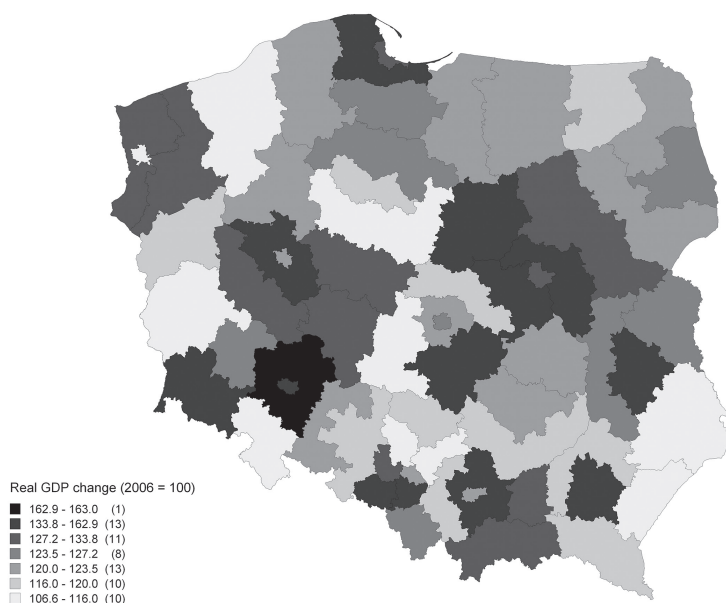 Real GDP change (2006 = 100)
162.9 - 163.0 (1)
133.8 - 162.9 (13)
127.2 - 133.8 (11)
123.5 - 127.2 (8)
120.0 - 123.5 (13)
116.0 - 120.0 (10)
106.6 - 116.0 (10)